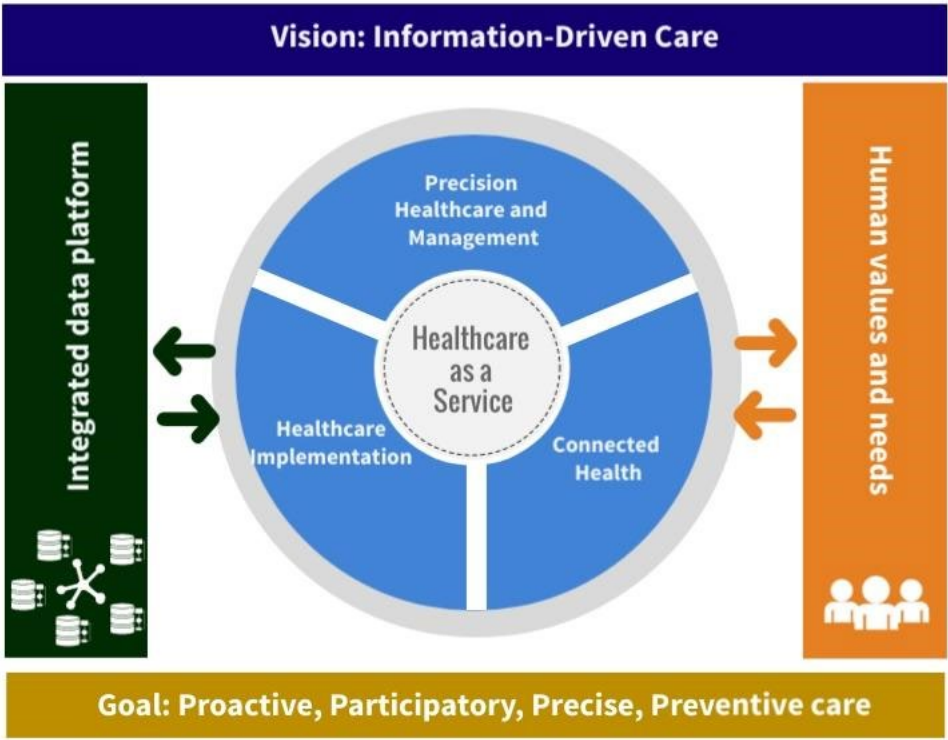 Vision: Information-Driven Care
Integrated data platform
Precision
Healthcare and
Management
Healthcare
as a
Service
Healthcare
Implementation
Connected
Health
Human values and needs
Goal: Proactive, Participatory, Precise, Preventive care